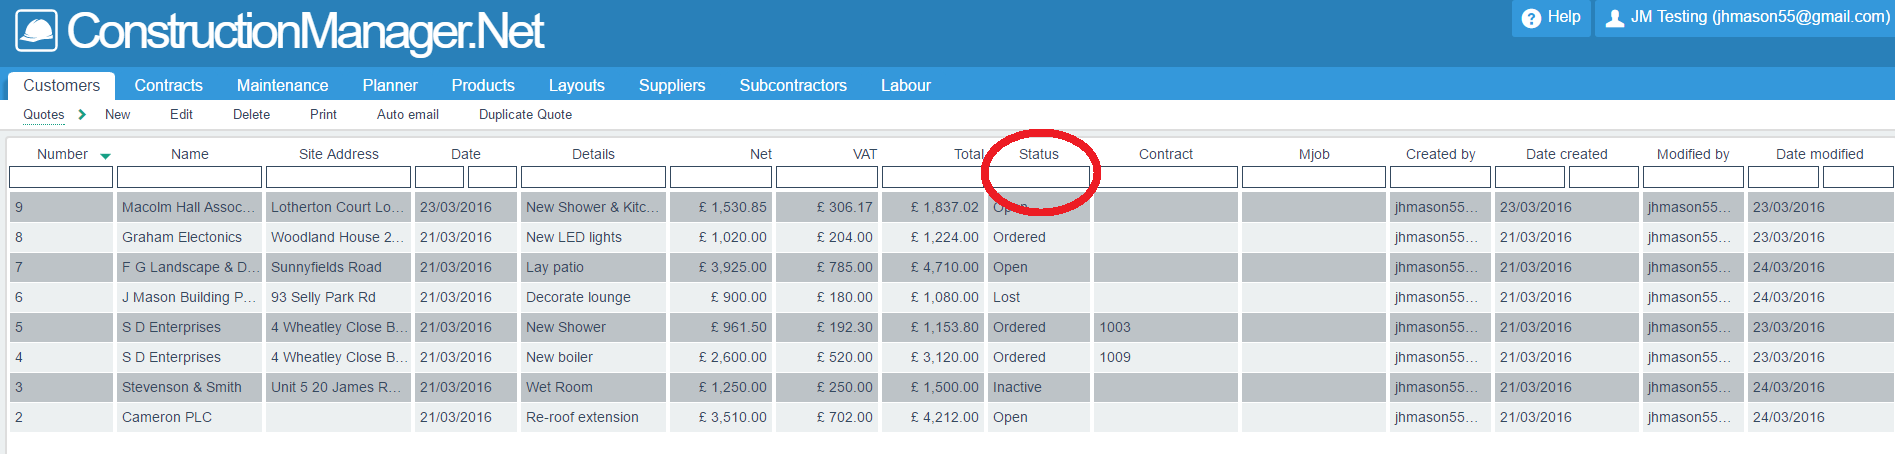 ConstructionManager.Net
Help JM Testing (jhmason55@gmail.com)
Customers Contracts Maintenance Planner Products Layouts Suppliers Subcontractors Labour
Quotes New Edit Delete Print Auto email Duplicate Quote
Number Name Site Address Date Details Net VAT Total Status Contract Mjob Created by Date created Modified by Date modified
9 Macolm Hall Assoc... Lotherton Court Lo... 23/03/2016 New Shower & Kitc... £ 1,530.85 £ 306.17 £ 1,837.02 Open jhmason55... 23/03/2016 jhmason55... 23/03/2016
8 Graham Electonics Woodland House 2... 21/03/2016 New LED lights £ 1,020.00 £ 204.00 £ 1,224.00 Ordered jhmason55... 21/03/2016 jhmason55... 23/03/2016
7 F G Landscape & D... Sunnyfields Road 21/03/2016 Lay patio £ 3,925.00 £ 785.00 £ 4,710.00 Open jhmason55... 21/03/2016 jhmason55... 24/03/2016
6 J Mason Building P... 93 Selly Park Rd 21/03/2016 Decorate lounge £ 900.00 £ 180.00 £ 1,080.00 Lost jhmason55... 21/03/2016 jhmason55... 24/03/2016
5 S D Enterprises 4 Wheatley Close B... 21/03/2016 New Shower £ 961.50 £ 192.30 £ 1,153.80 Ordered 1003 jhmason55... 21/03/2016 jhmason55... 23/03/2016
4 S D Enterprises 4 Wheatley Close B... 21/03/2016 New boiler £ 2,600.00 £ 520.00 £ 3,120.00 Ordered 1009 jhmason55... 21/03/2016 jhmason55... 23/03/2016
3 Stevenson & Smith Unit 5 20 James R... 21/03/2016 Wet Room £ 1,250.00 £ 250.00 £ 1,500.00 Inactive jhmason55... 21/03/2016 jhmason55... 24/03/2016
2 Cameron PLC 21/03/2016 Re-roof extension £ 3,510.00 £ 702.00 £ 4,212.00 Open jhmason55... 21/03/2016 jhmason55... 24/03/2016